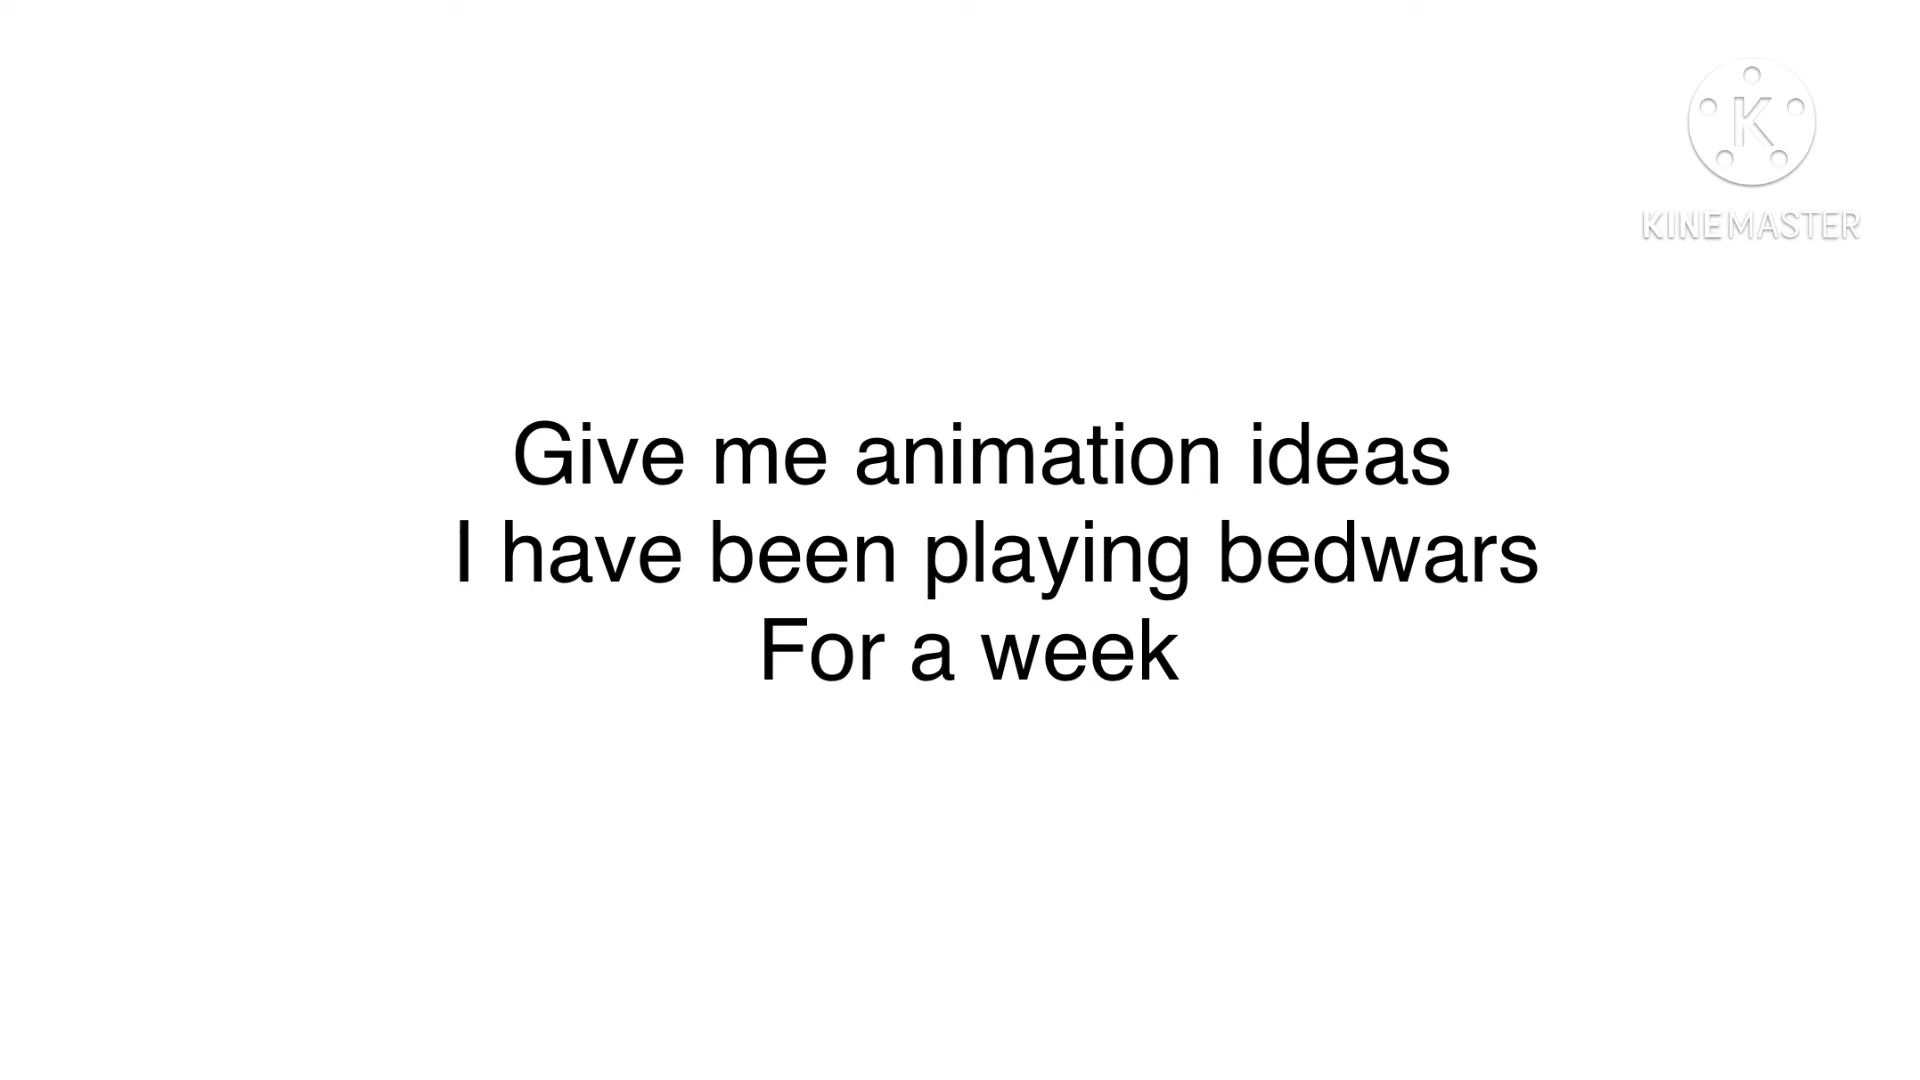 K
KINEMASTER
Give me animation ideas
I have been playing bedwars
For a week